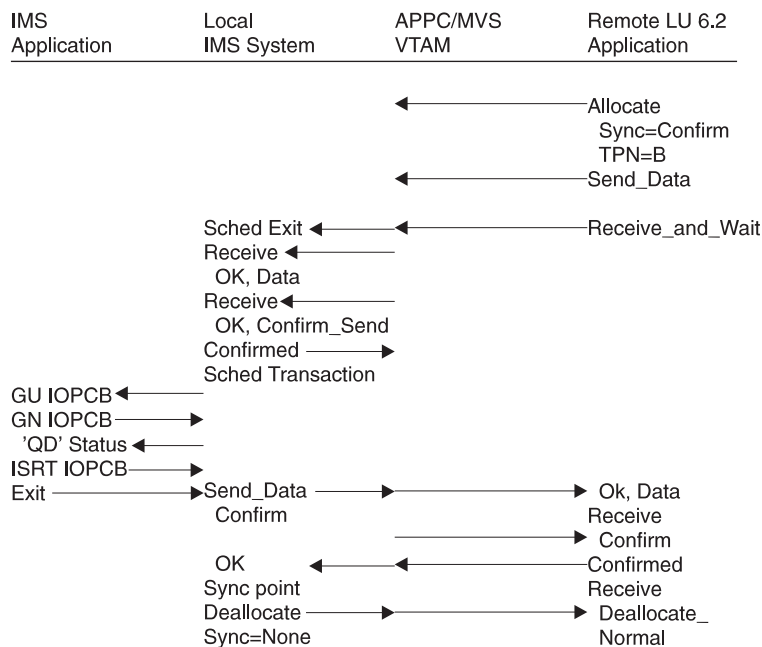 IMS Local APPC/MVS Remote LU 6.2
Application IMS System VTAM Application
Allocate
Sync=Confirm
TPN=B
Send_Data
Sched Exit Receive_and_Wait
Receive
OK, Data
Receive
OK, Confirm_Send
Confirmed
Sched Transaction
GU IOPCB
GN IOPCB
'QD' Status
ISRT IOPCB
Exit Send_Data Ok, Data
Confirm Receive
Confirm
OK Confirmed
Sync point Receive
Deallocate Deallocate_
Sync=None Normal